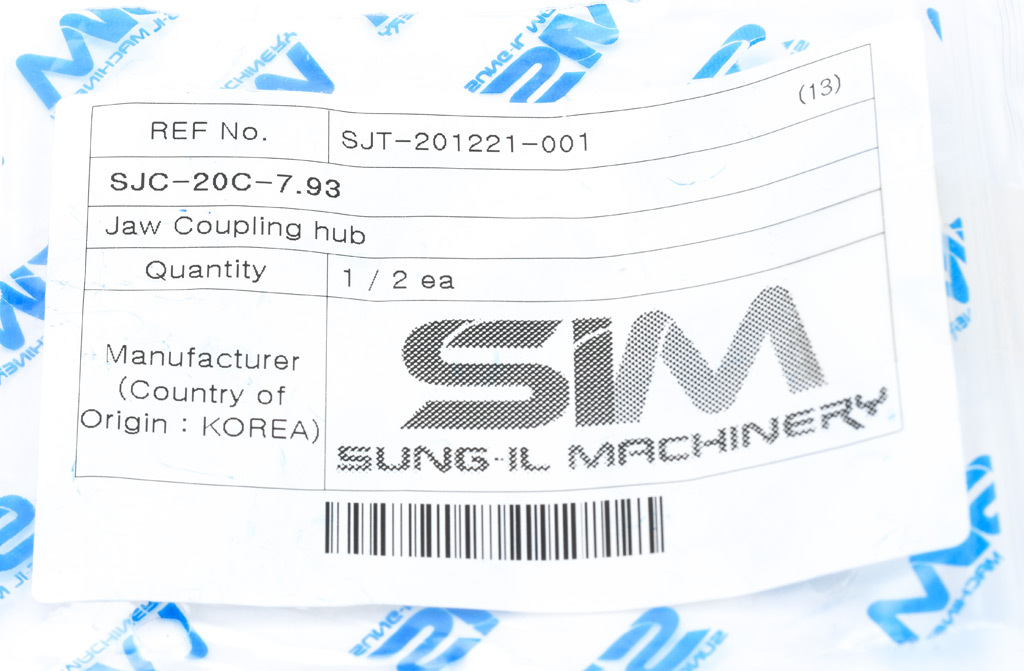 (13)
REF No. SJT-201221-001
SJC-20C-7.93
Jaw Coupling hub
Quantity 1 / 2 ea
Manufacturer
(Country of
Origin : KOREA)
SIM
SUNG-IL MACHINERY